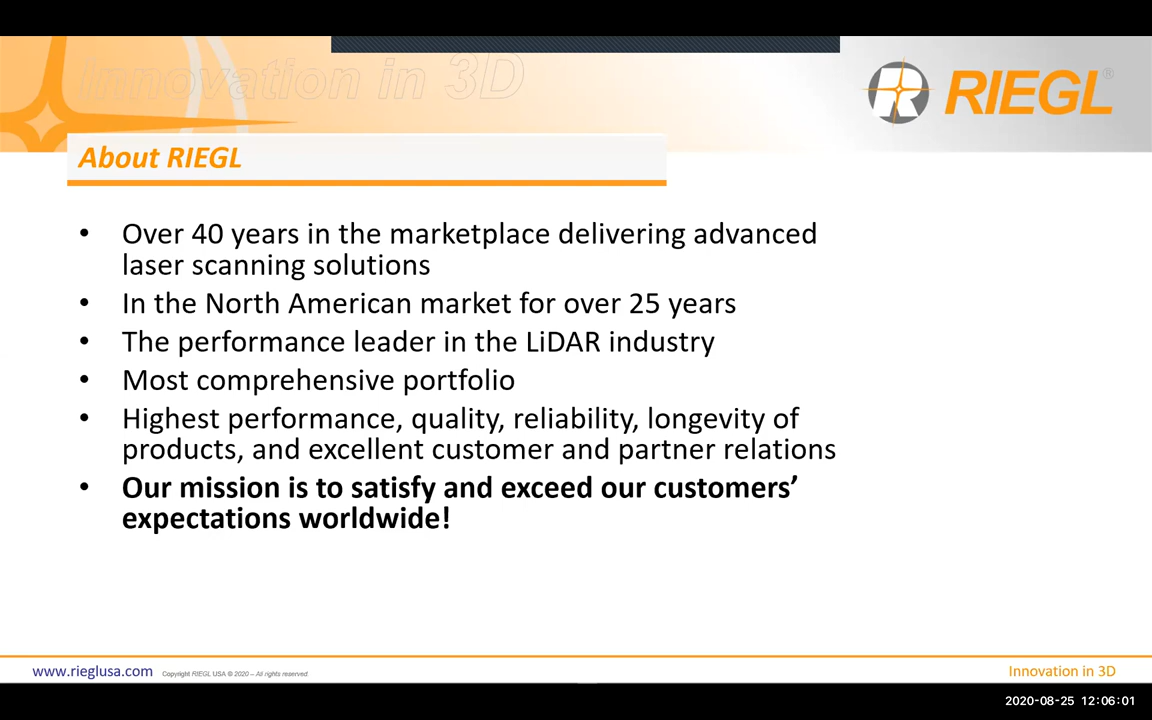 Innovation in 3D
RIEGL®
About RIEGL
• Over 40 years in the marketplace delivering advanced
laser scanning solutions
• In the North American market for over 25 years
• The performance leader in the LiDAR industry
• Most comprehensive portfolio
• Highest performance, quality, reliability, longevity of
products, and excellent customer and partner relations
• Our mission is to satisfy and exceed our customers’
expectations worldwide!
www.rieglusa.com Copyright RIEGL USA © 2020 – All rights reserved. Innovation in 3D
2020-08-25 12:06:01